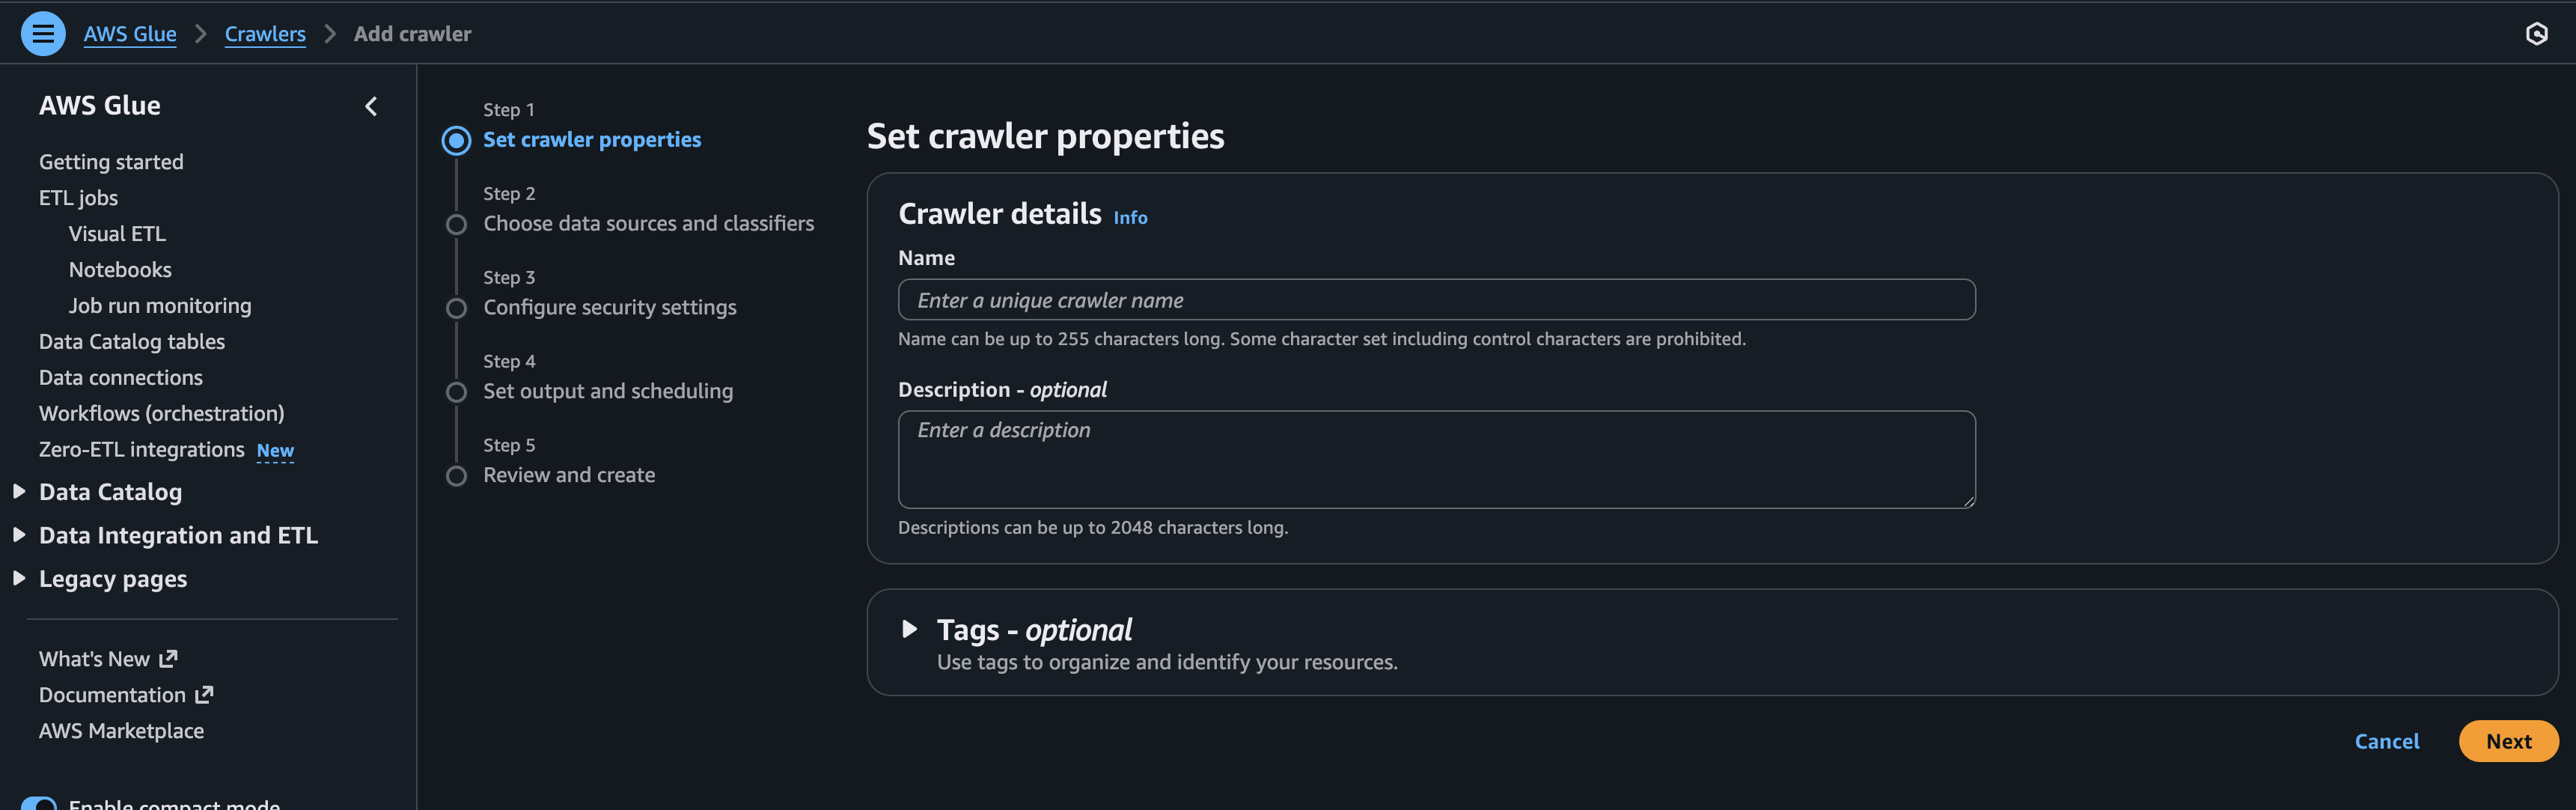 AWS Glue > Crawlers > Add crawler
AWS Glue
Getting started
ETL jobs
Visual ETL
Notebooks
Job run monitoring
Data Catalog tables
Data connections
Workflows (orchestration)
Zero-ETL integrations New
Data Catalog
Data Integration and ETL
Legacy pages
What's New
Documentation
AWS Marketplace
Enable compact mode
Step 1
Set crawler properties
Step 2
Choose data sources and classifiers
Step 3
Configure security settings
Step 4
Set output and scheduling
Step 5
Review and create
Set crawler properties
Crawler details Info
Name
Enter a unique crawler name
Name can be up to 255 characters long. Some character set including control characters are prohibited.
Description - optional
Enter a description
Descriptions can be up to 2048 characters long.
Tags - optional
Use tags to organize and identify your resources.
Cancel Next